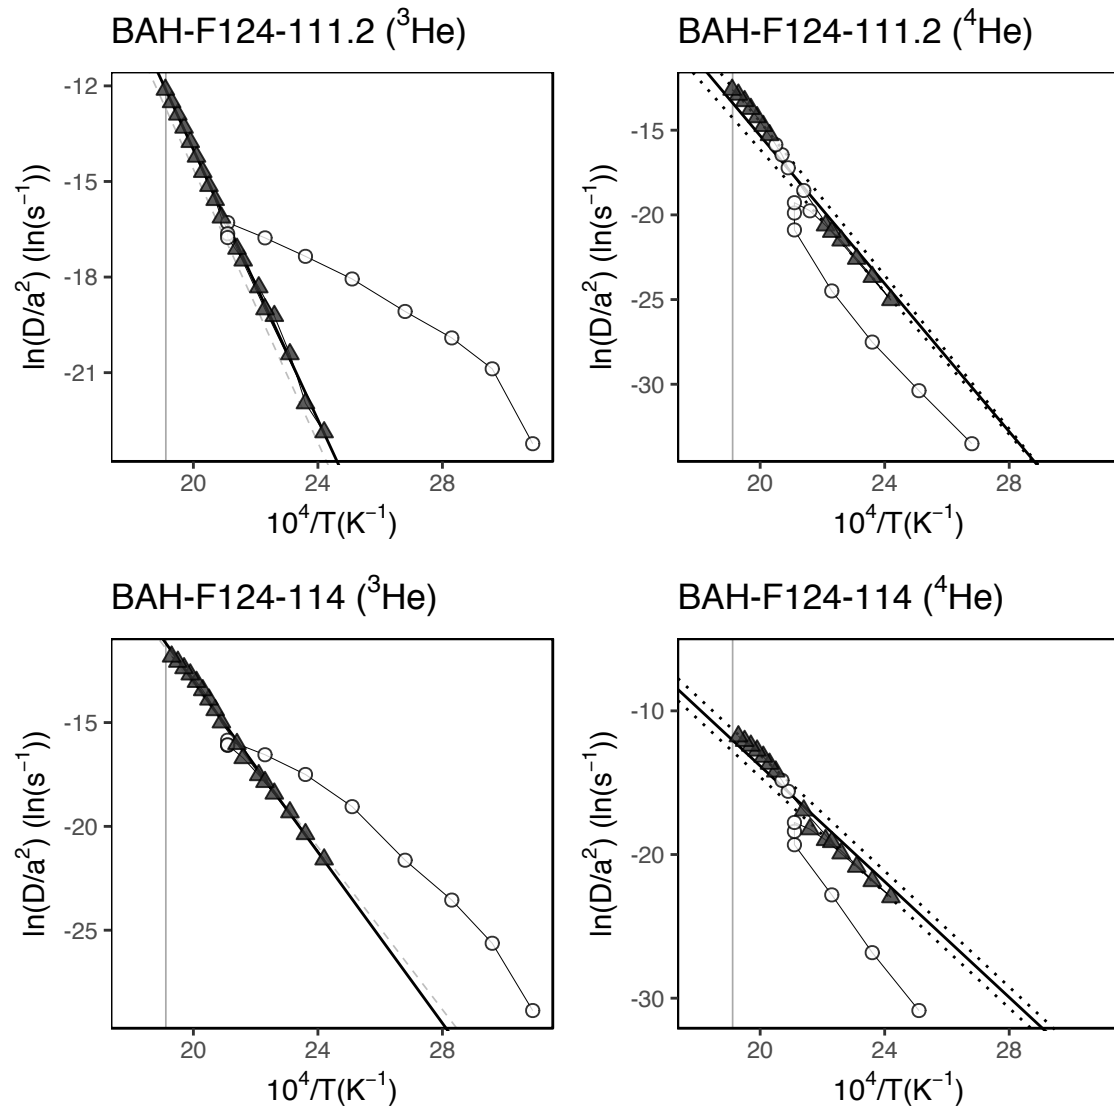 BAH-F124-111.2 (³He)
BAH-F124-111.2 (⁴He)
-12
-15
-18
-21
ln(D/a²) (ln(s⁻¹))
20
24
28
10⁴/T(K⁻¹)
-15
-20
-25
-30
ln(D/a²) (ln(s⁻¹))
20
24
28
10⁴/T(K⁻¹)
BAH-F124-114 (³He)
BAH-F124-114 (⁴He)
-15
-20
-25
ln(D/a²) (ln(s⁻¹))
20
24
28
10⁴/T(K⁻¹)
-10
-20
-30
ln(D/a²) (ln(s⁻¹))
20
24
28
10⁴/T(K⁻¹)